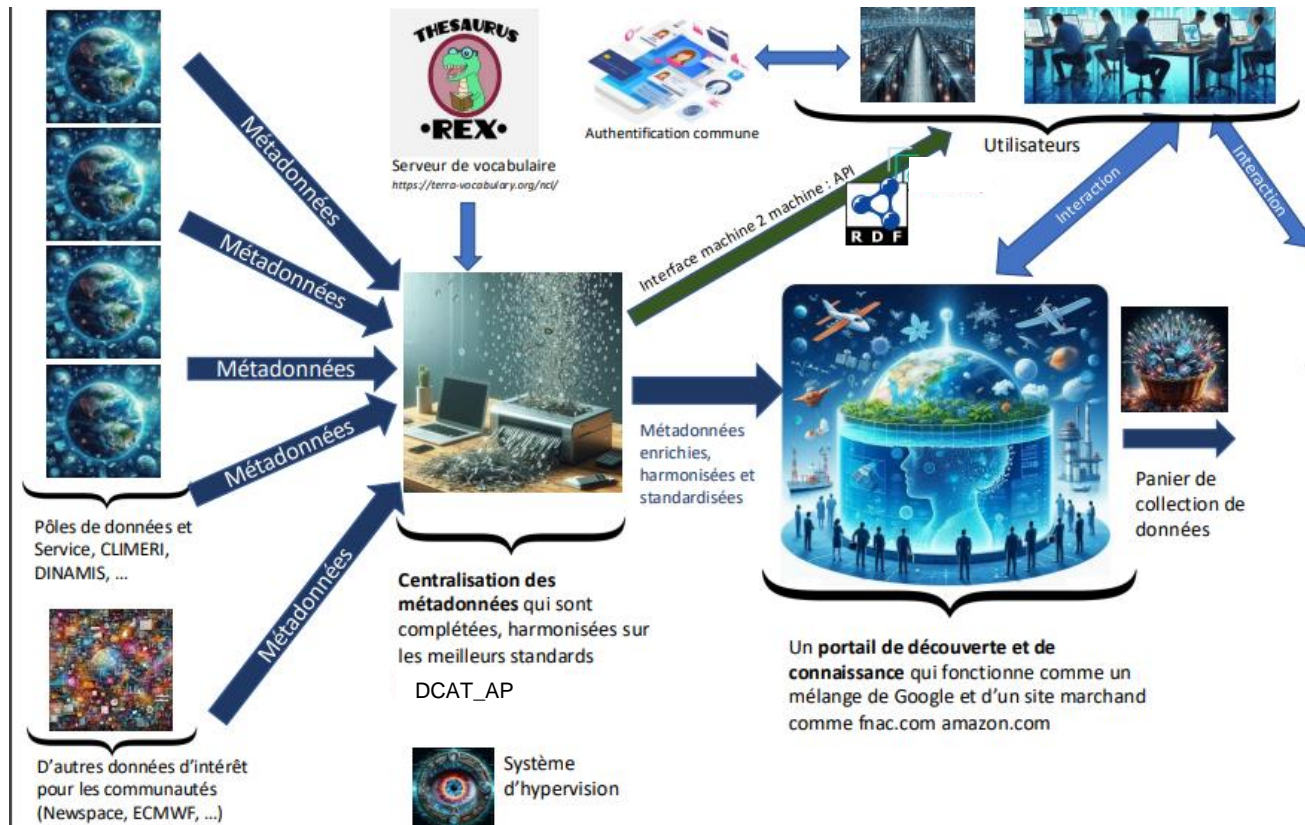 THESAURUS
•REX•
Serveur de vocabulaire
https://terra-vocabulary.org/ncl/
Authentification commune
Utilisateurs
Métadonnées
Métadonnées
Métadonnées
Métadonnées
Métadonnées
Interface machine 2 machine : API
RDF
Interaction
Interaction
Pôles de données et
Service, CLIMERI,
DINAMIS, ...
Métadonnées
enrichies,
harmonisées et
standardisées
Panier de
collection de
données
Centralisation des
métadonnées qui sont
complétées, harmonisées sur
les meilleurs standards
DCAT_AP
Un portail de découverte et de
connaissance qui fonctionne comme un
mélange de Google et d'un site marchand
comme fnac.com amazon.com
D'autres données d'intérêt
pour les communautés
(Newspace, ECMWF, ...)
Système
d'hypervision